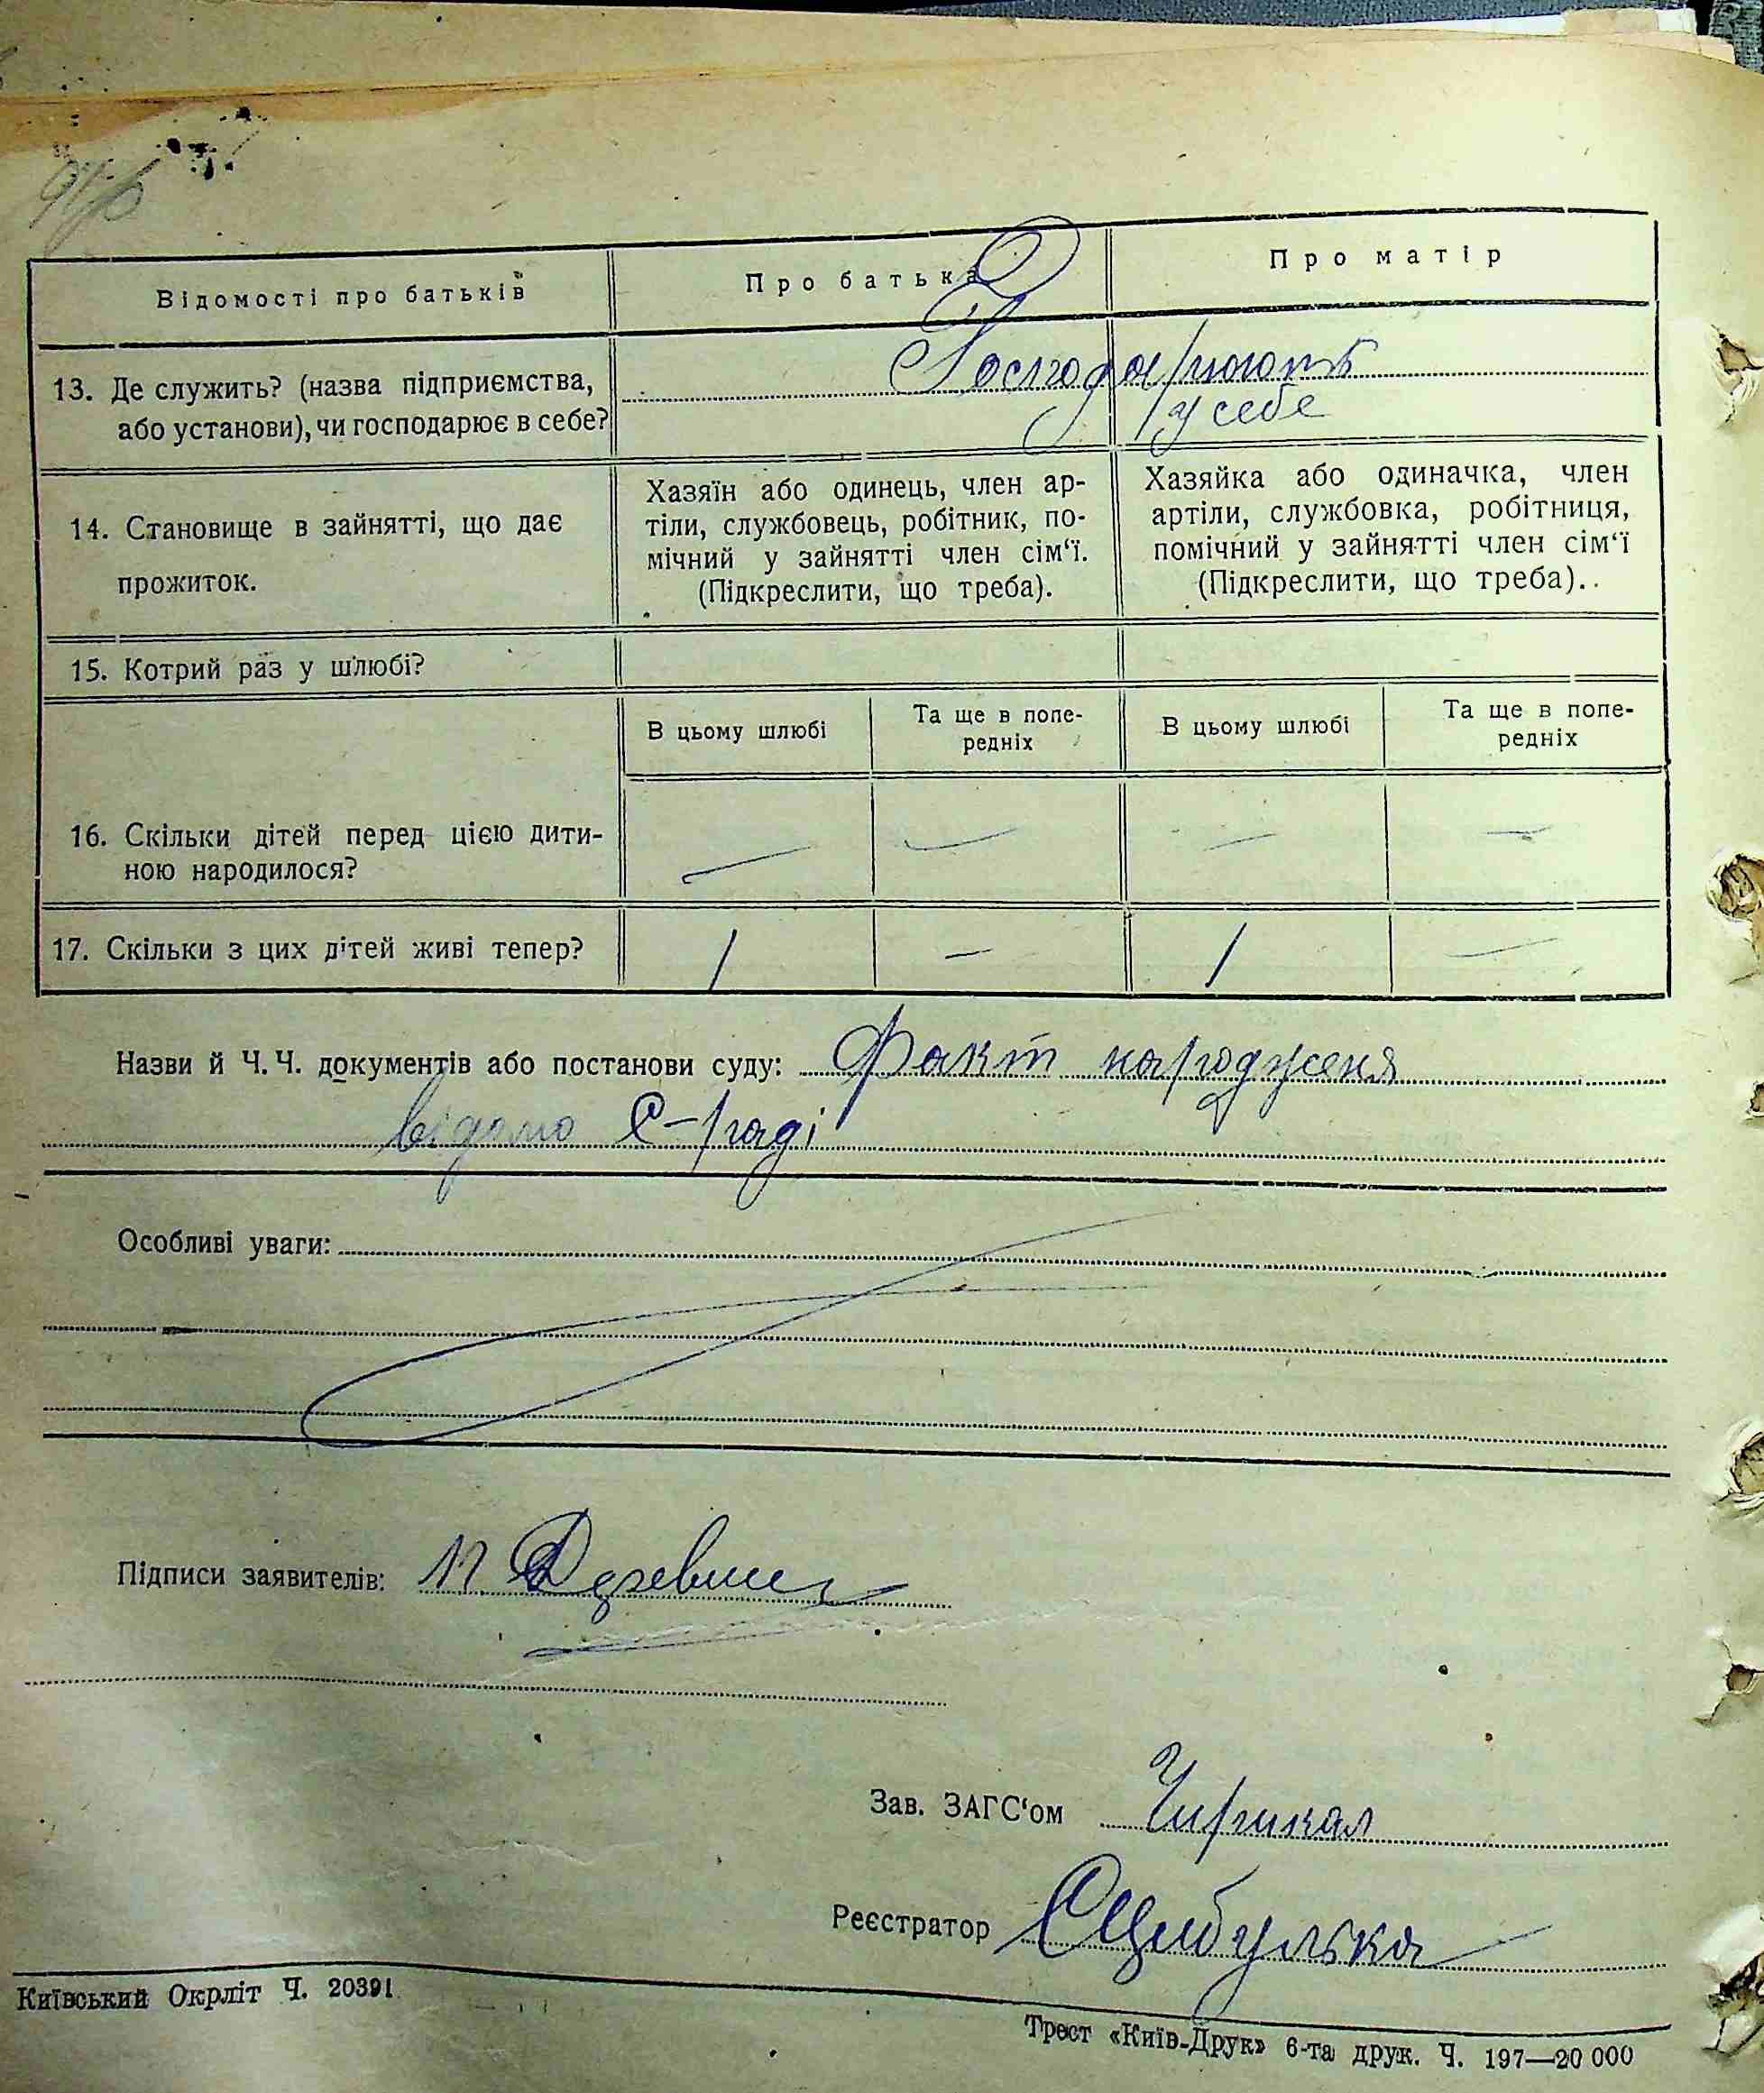 Відомості про батьків
Про батька
Про матір
13. Де служить? (назва підприємства,
або установи), чи господарює в себе?
Господарюють
у себе
14. Становище в зайнятті, що дає
прожиток.
Хазяїн або одинець, член ар-
тіли, службовець, робітник, по-
мічний у зайнятті член сім‘ї.
(Підкреслити, що треба).
Хазяйка або одиначка, член
артіли, службовка, робітниця,
помічний у зайнятті член сім‘ї
(Підкреслити, що треба)..
15. Котрий раз у шлюбі?
В цьому шлюбі
Та ще в попе-
редніх
В цьому шлюбі
Та ще в попе-
редніх
16. Скільки дітей перед цією дити-
ною народилося?
— — — —
17. Скільки з цих дітей живі тепер?
1 — 1 —
Назви й Ч. Ч. документів або постанови суду: Факт народженя
відомо С-раді
Особливі уваги:
Підписи заявителів:
Зав. ЗАГС‘ом
Реєстратор СЦибулька
Київський Окрліт Ч. 20391
Трест «Київ-Друк» 6-та друк. Ч. 197—20 000